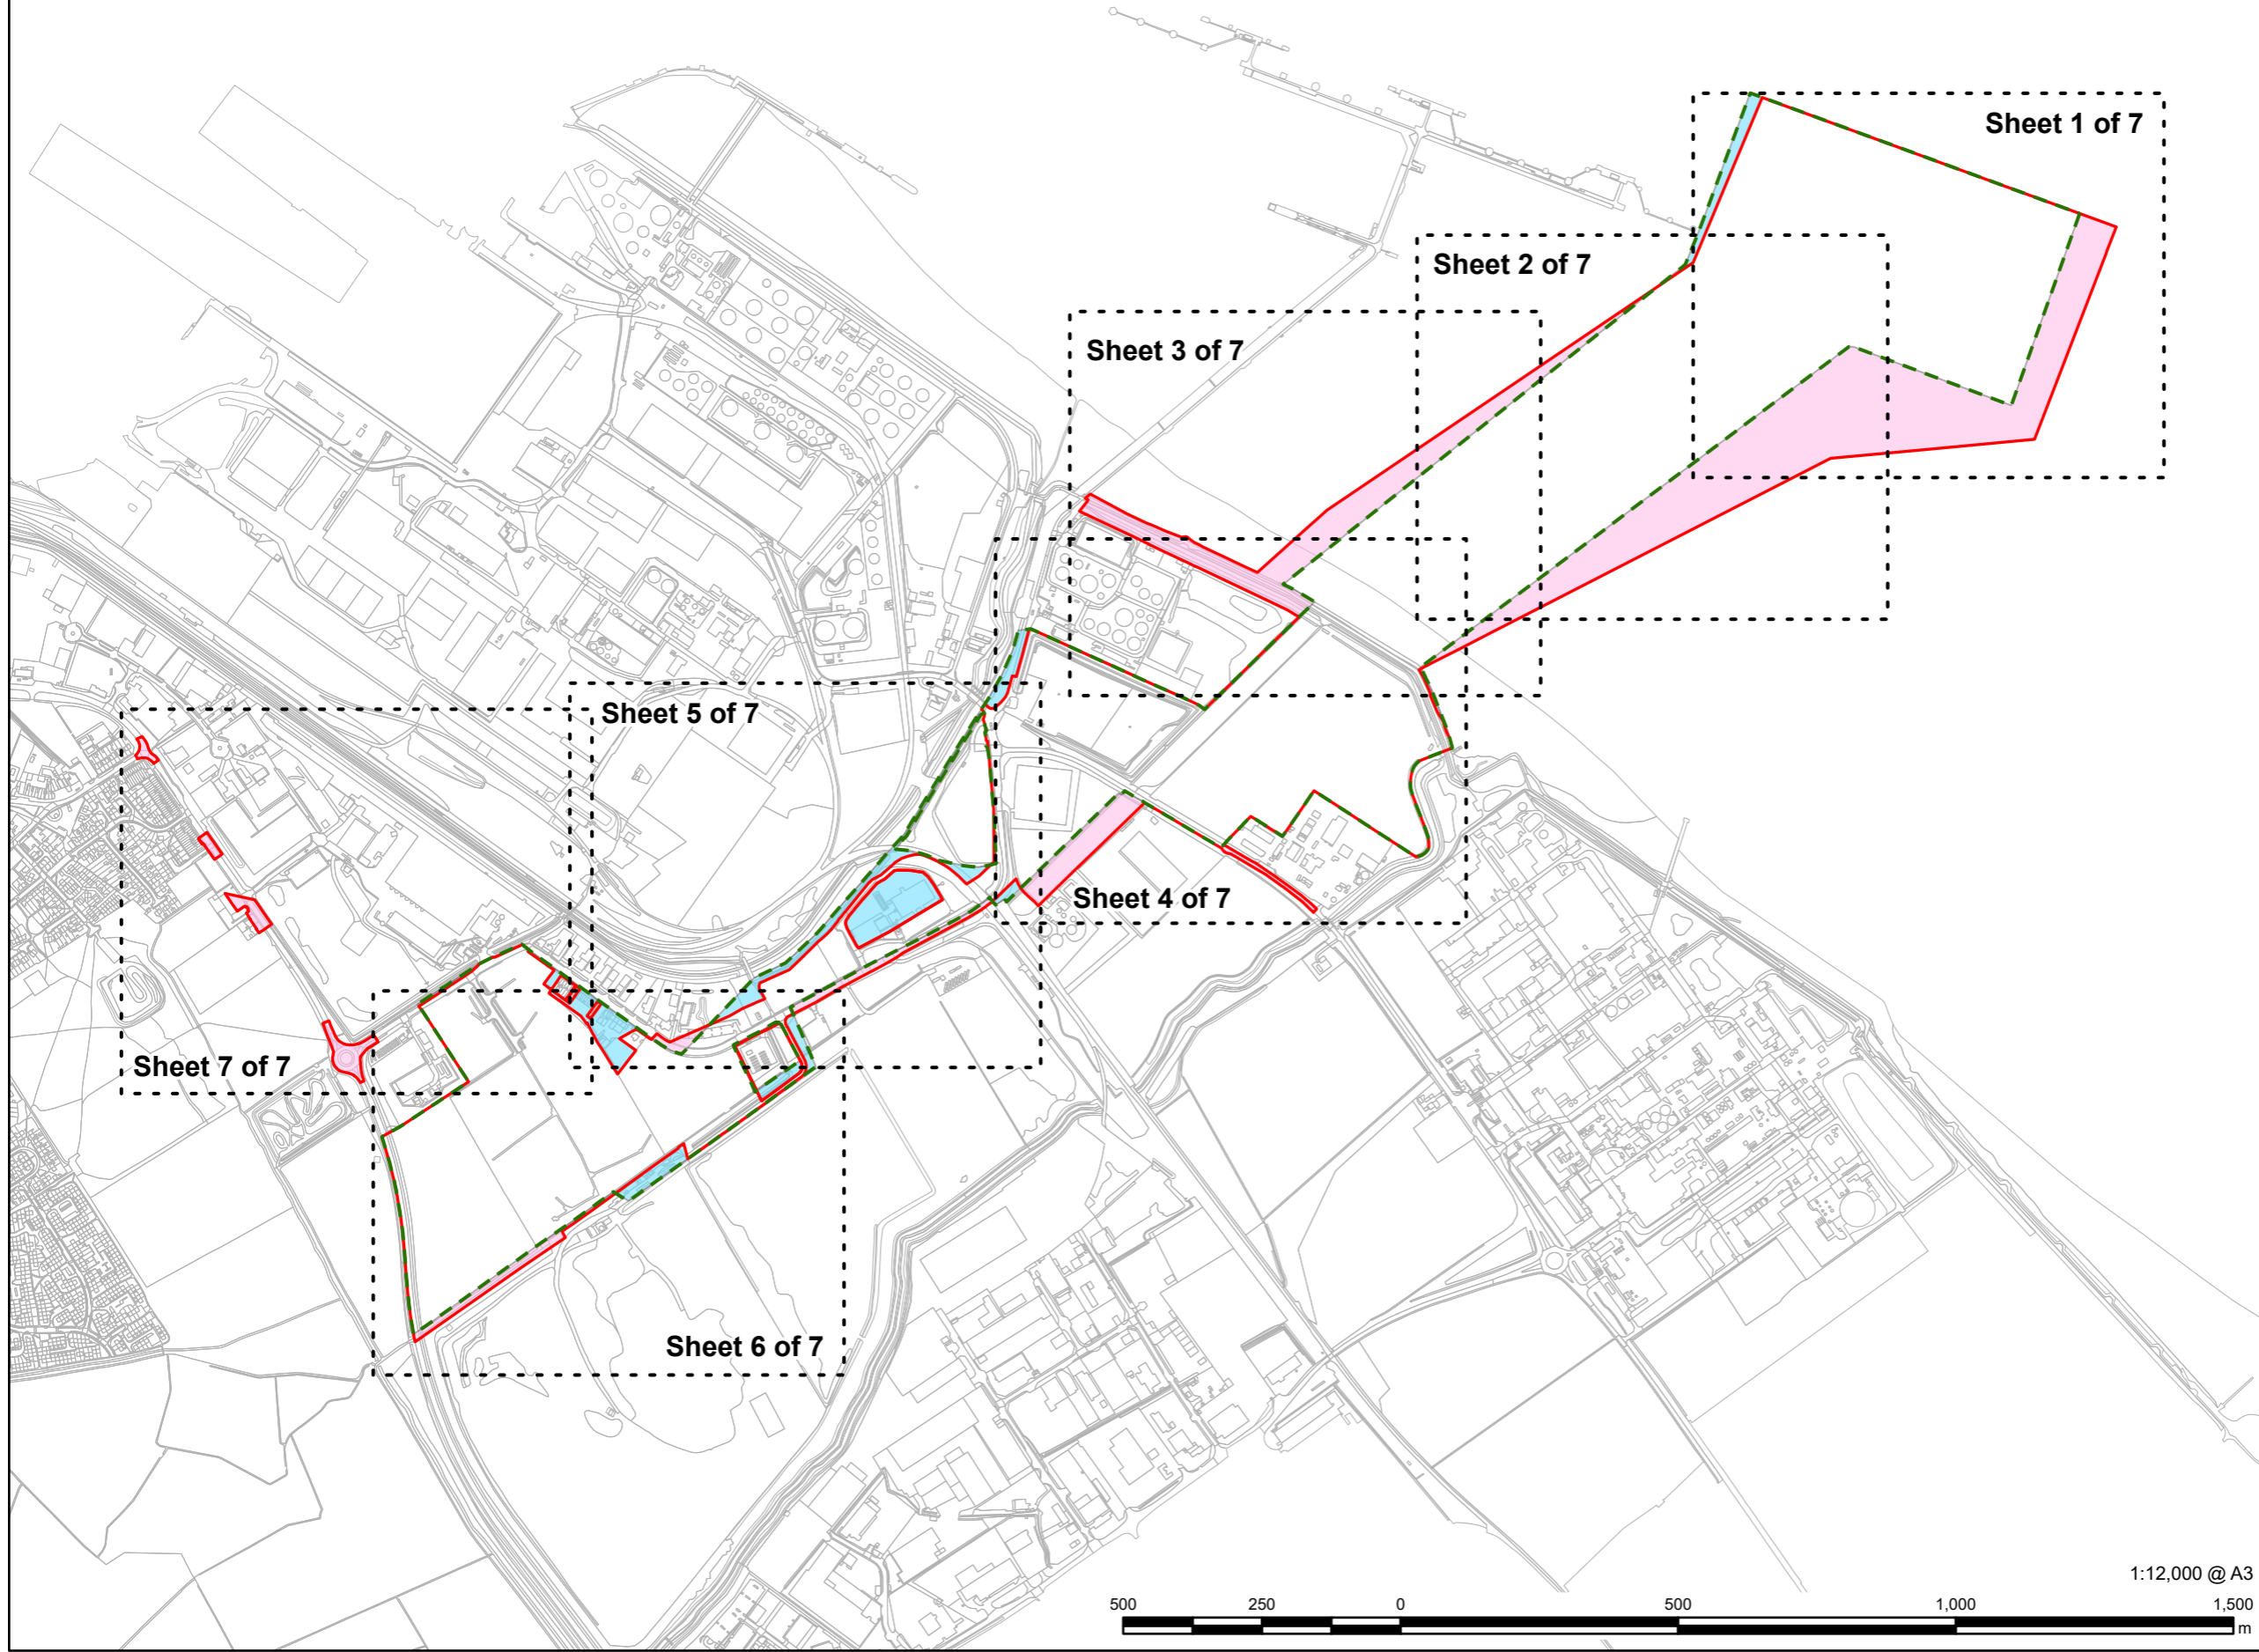 Sheet 1 of 7
Sheet 2 of 7
Sheet 3 of 7
Sheet 5 of 7
Sheet 4 of 7
Sheet 7 of 7
Sheet 6 of 7
1:12,000 @ A3
500 250 0 500 1,000 1,500
m